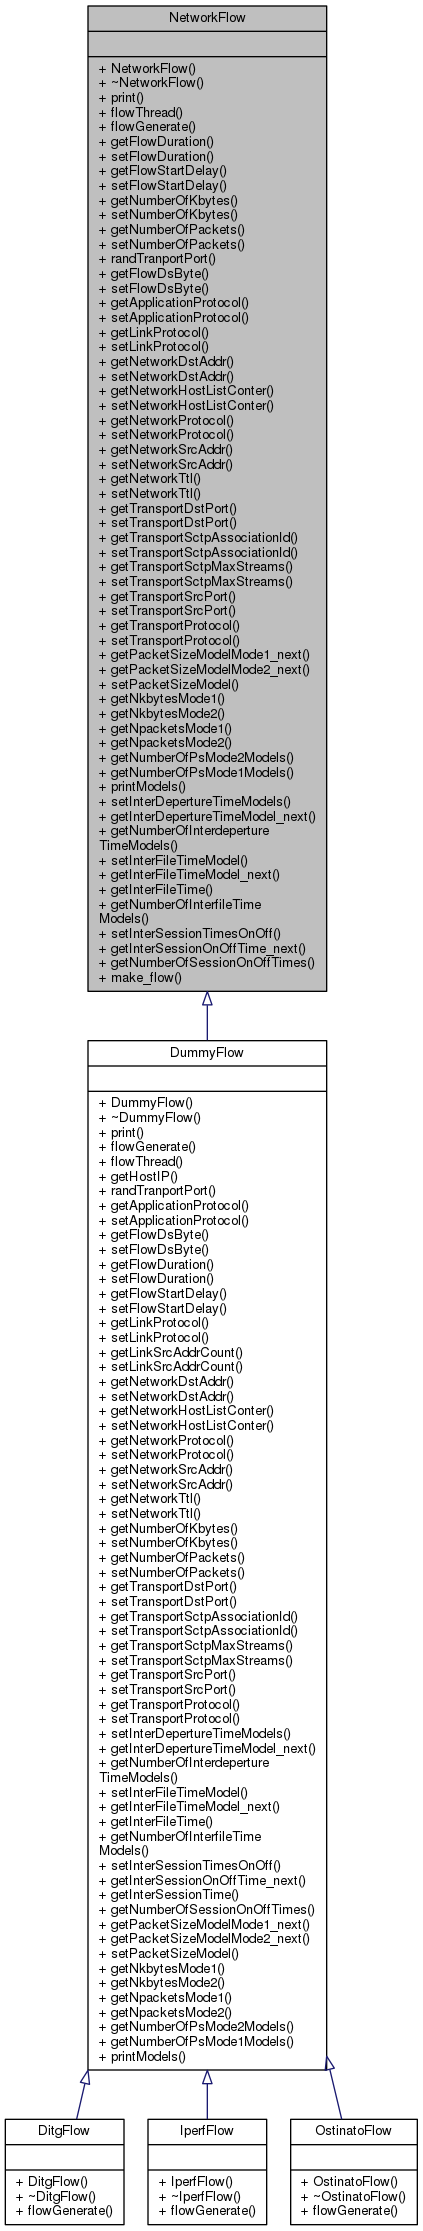 NetworkFlow
+ NetworkFlow()
+ ~NetworkFlow()
+ print()
+ flowThread()
+ flowGenerate()
+ getFlowDuration()
+ setFlowDuration()
+ getFlowStartDelay()
+ setFlowStartDelay()
+ getNumberOfKbytes()
+ setNumberOfKbytes()
+ getNumberOfPackets()
+ setNumberOfPackets()
+ randTranportPort()
+ getFlowDsByte()
+ setFlowDsByte()
+ getApplicationProtocol()
+ setApplicationProtocol()
+ getLinkProtocol()
+ setLinkProtocol()
+ getNetworkDstAddr()
+ setNetworkDstAddr()
+ getNetworkHostListConter()
+ setNetworkHostListConter()
+ getNetworkProtocol()
+ setNetworkProtocol()
+ getNetworkSrcAddr()
+ setNetworkSrcAddr()
+ getNetworkTtl()
+ setNetworkTtl()
+ getTransportDstPort()
+ setTransportDstPort()
+ getTransportSctpAssociationId()
+ setTransportSctpAssociationId()
+ getTransportSctpMaxStreams()
+ setTransportSctpMaxStreams()
+ getTransportSrcPort()
+ setTransportSrcPort()
+ getTransportProtocol()
+ setTransportProtocol()
+ getPacketSizeModelMode1_next()
+ getPacketSizeModelMode2_next()
+ setPacketSizeModel()
+ getNkbytesMode1()
+ getNkbytesMode2()
+ getNpacketsMode1()
+ getNpacketsMode2()
+ getNumberOfPsMode2Models()
+ getNumberOfPsMode1Models()
+ printModels()
+ setInterDepertureTimeModels()
+ getInterDepertureTimeModel_next()
+ getNumberOfInterdeperture
TimeModels()
+ setInterFileTimeModel()
+ getInterFileTimeModel_next()
+ getInterFileTime()
+ getNumberOfInterfileTime
Models()
+ setInterSessionTimesOnOff()
+ getInterSessionOnOffTime_next()
+ getNumberOfSessionOnOffTimes()
+ make_flow()
DummyFlow
+ DummyFlow()
+ ~DummyFlow()
+ print()
+ flowGenerate()
+ flowThread()
+ getHostIP()
+ randTranportPort()
+ getApplicationProtocol()
+ setApplicationProtocol()
+ getFlowDsByte()
+ setFlowDsByte()
+ getFlowDuration()
+ setFlowDuration()
+ getFlowStartDelay()
+ setFlowStartDelay()
+ getLinkProtocol()
+ setLinkProtocol()
+ getLinkSrcAddrCount()
+ setLinkSrcAddrCount()
+ getNetworkDstAddr()
+ setNetworkDstAddr()
+ getNetworkHostListConter()
+ setNetworkHostListConter()
+ getNetworkProtocol()
+ setNetworkProtocol()
+ getNetworkSrcAddr()
+ setNetworkSrcAddr()
+ getNetworkTtl()
+ setNetworkTtl()
+ getNumberOfKbytes()
+ setNumberOfKbytes()
+ getNumberOfPackets()
+ setNumberOfPackets()
+ getTransportDstPort()
+ setTransportDstPort()
+ getTransportSctpAssociationId()
+ setTransportSctpAssociationId()
+ getTransportSctpMaxStreams()
+ setTransportSctpMaxStreams()
+ getTransportSrcPort()
+ setTransportSrcPort()
+ getTransportProtocol()
+ setTransportProtocol()
+ setInterDepertureTimeModels()
+ getInterDepertureTimeModel_next()
+ getNumberOfInterdeperture
TimeModels()
+ setInterFileTimeModel()
+ getInterFileTimeModel_next()
+ getInterFileTime()
+ getNumberOfInterfileTime
Models()
+ setInterSessionTimesOnOff()
+ getInterSessionOnOffTime_next()
+ getInterSessionTime()
+ getNumberOfSessionOnOffTimes()
+ getPacketSizeModelMode1_next()
+ getPacketSizeModelMode2_next()
+ setPacketSizeModel()
+ getNkbytesMode1()
+ getNkbytesMode2()
+ getNpacketsMode1()
+ getNpacketsMode2()
+ getNumberOfPsMode2Models()
+ getNumberOfPsMode1Models()
+ printModels()
DitgFlow
+ DitgFlow()
+ ~DitgFlow()
+ flowGenerate()
IperfFlow
+ IperfFlow()
+ ~IperfFlow()
+ flowGenerate()
OstinatoFlow
+ OstinatoFlow()
+ ~OstinatoFlow()
+ flowGenerate()